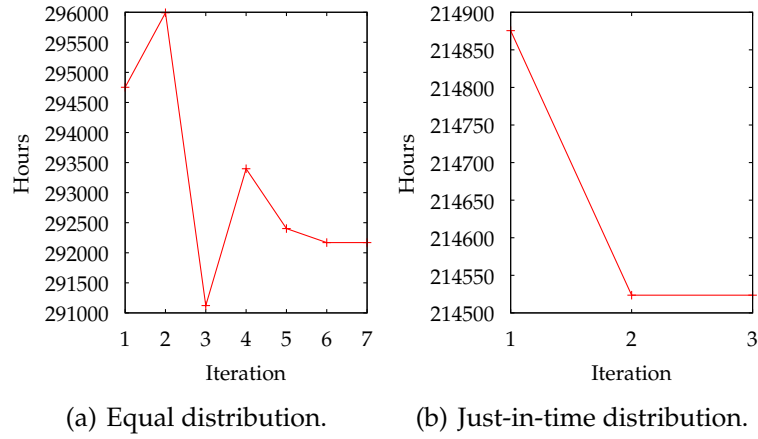 296000
295500
295000
294500
294000
293500
293000
292500
292000
291500
291000
Hours
1 2 3 4 5 6 7
Iteration
(a) Equal distribution.
214900
214850
214800
214750
214700
214650
214600
214550
214500
Hours
1 2 3
Iteration
(b) Just-in-time distribution.